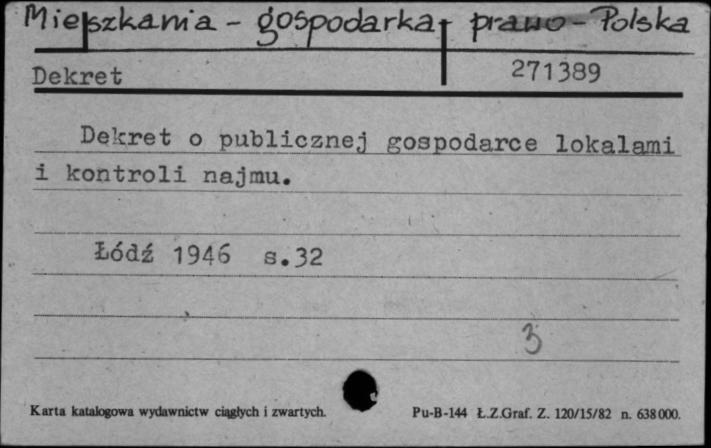 Mieszkania - gospodarka, prawo - Polska
Dekret 271389
Dekret o publicznej gospodarce lokalami
i kontroli najmu.
Łódź 1946 s.32
3
Karta katalogowa wydawnictw ciągłych i zwartych. Pu-B-144 Ł.Z.Graf. Z. 120/15/82 n. 638000.